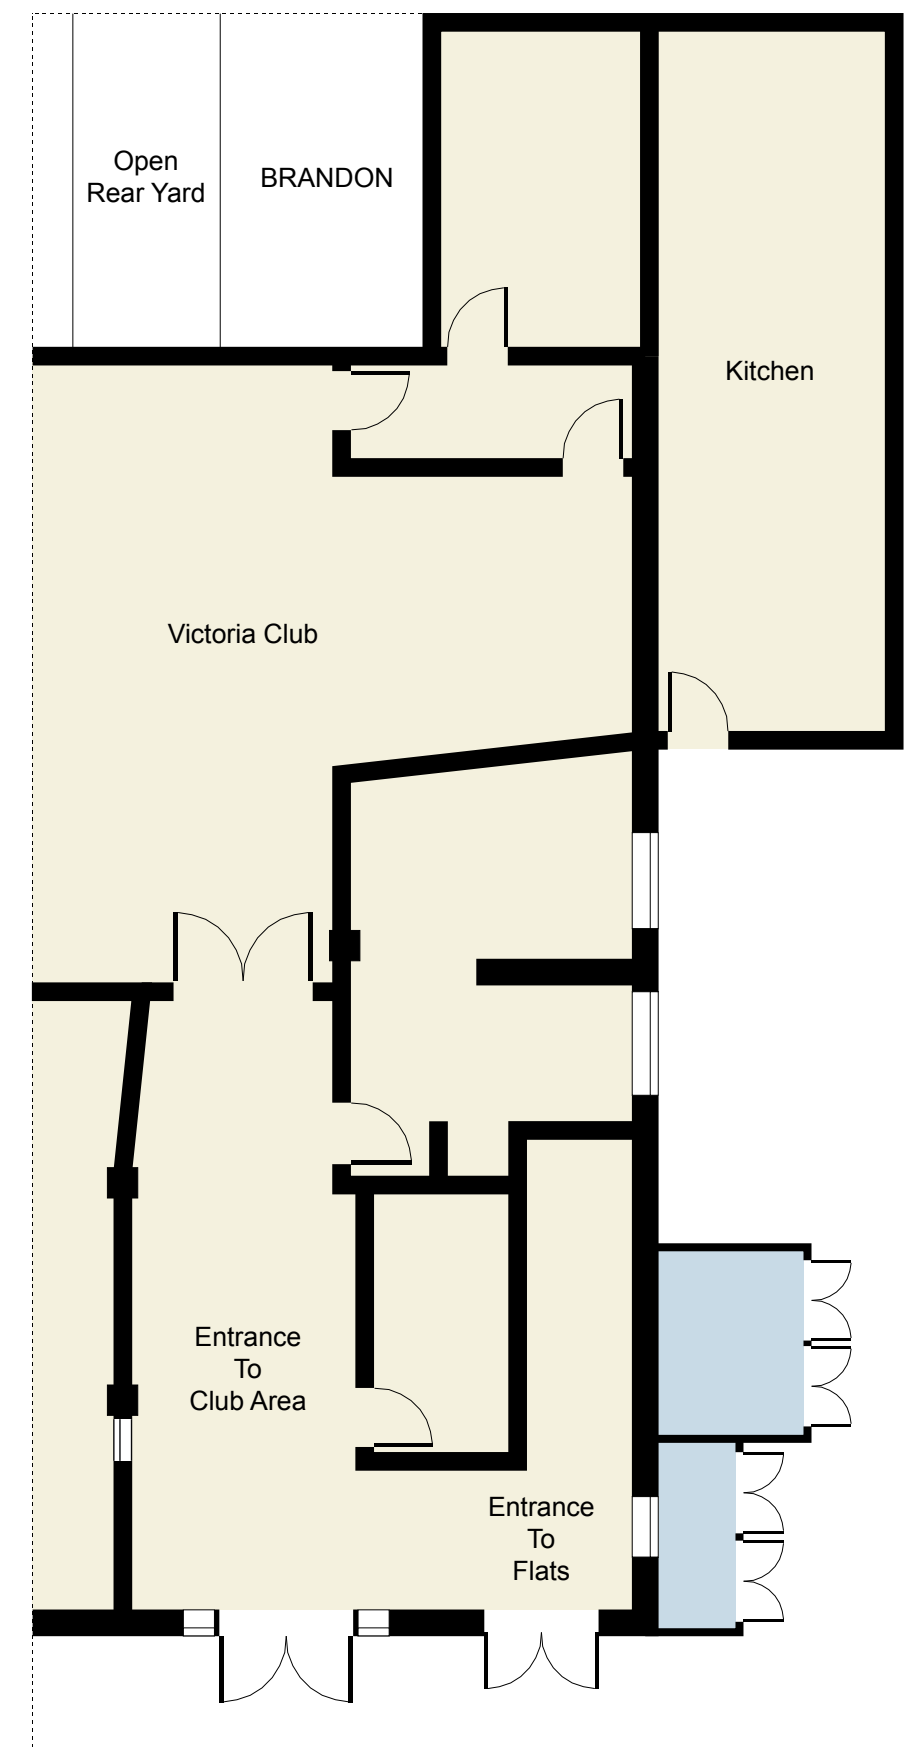 Open
Rear Yard
BRANDON
Kitchen
Victoria Club
Entrance
To
Club Area
Entrance
To
Flats